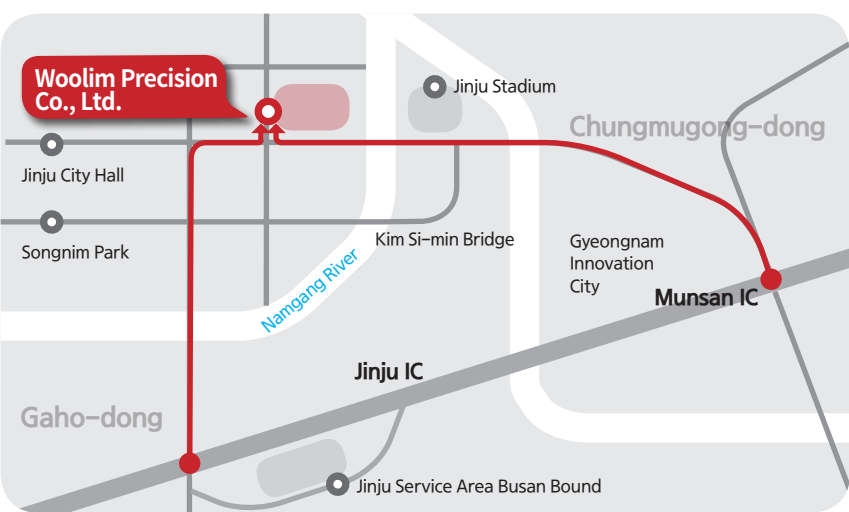 Woolim Precision
Co., Ltd.
Jinju Stadium
Chungmugong-dong
Jinju City Hall
Songnim Park
Kim Si-min Bridge
Gyeongnam
Innovation
City
Namgang River
Munsan IC
Jinju IC
Gaho-dong
Jinju Service Area Busan Bound